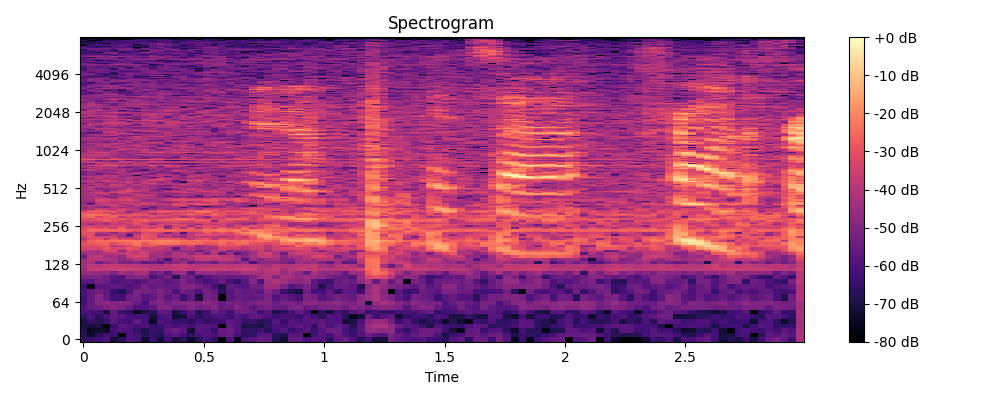 Spectrogram
Hz
4096
2048
1024
512
256
128
64
0
0
0.5
1
1.5
2
2.5
Time
+0 dB
-10 dB
-20 dB
-30 dB
-40 dB
-50 dB
-60 dB
-70 dB
-80 dB